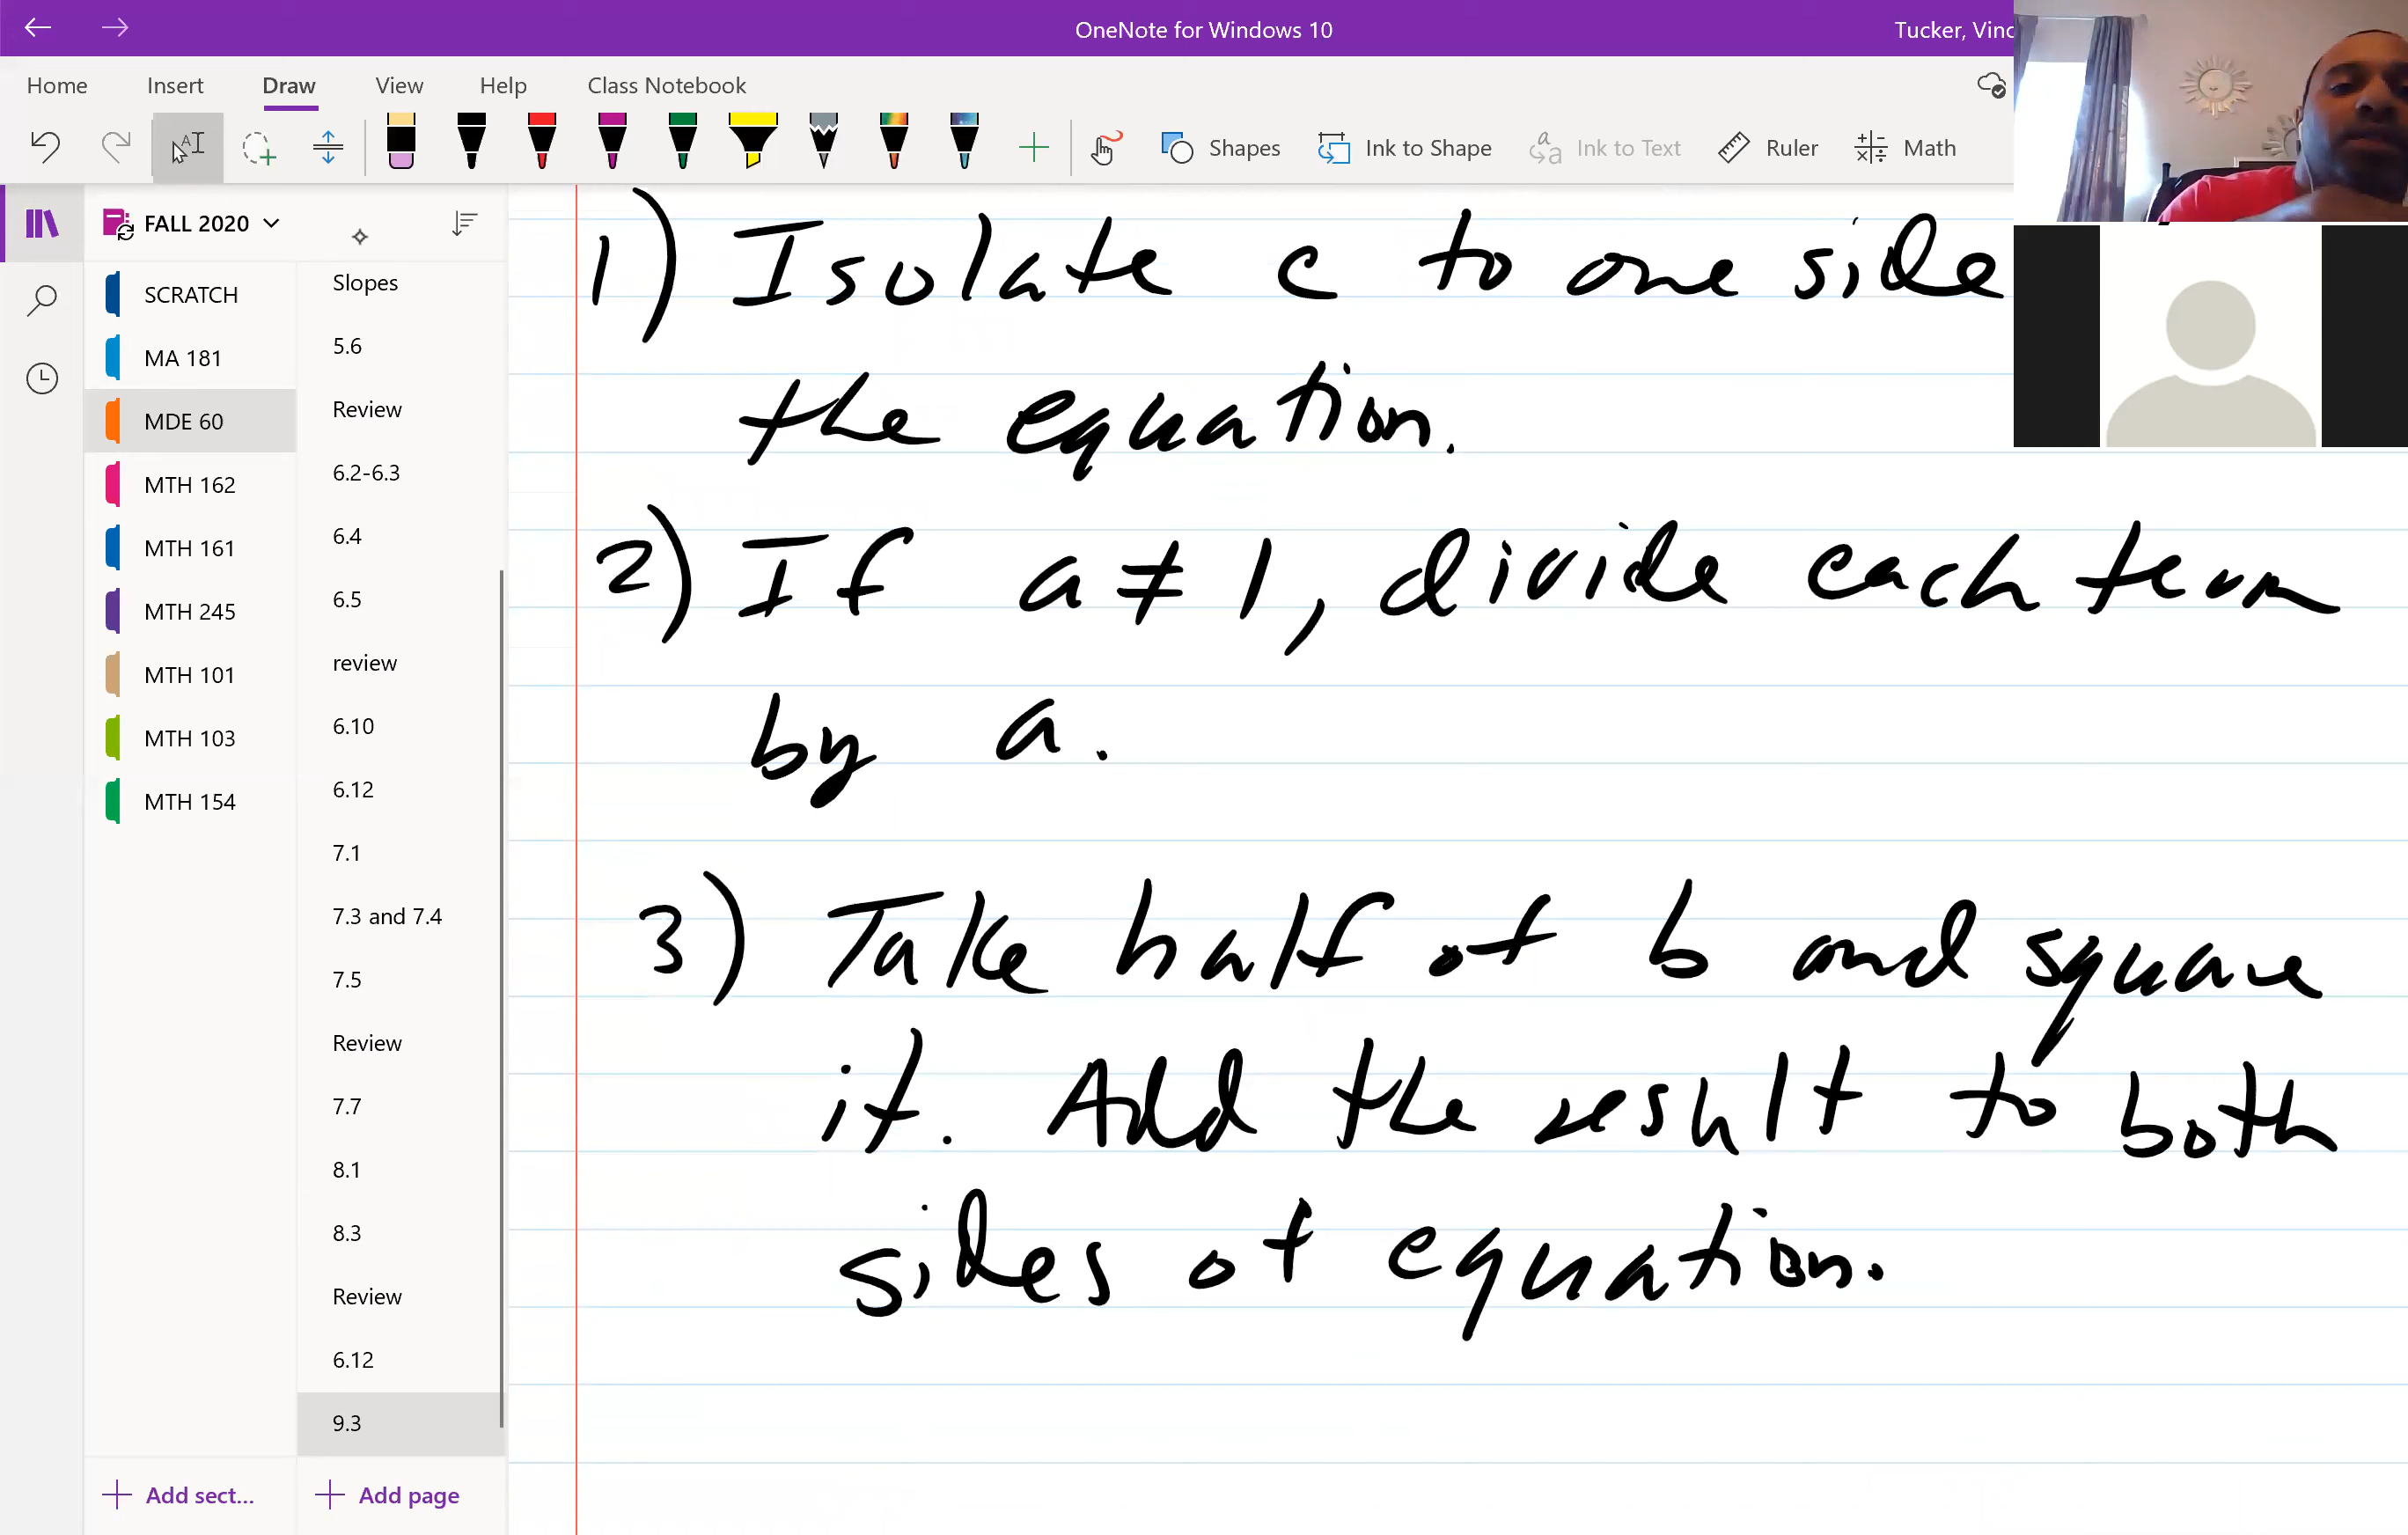 OneNote for Windows 10
Tucker, Vinc
Home Insert Draw View Help Class Notebook
Shapes Ink to Shape Ink to Text Ruler Math
FALL 2020
SCRATCH
MA 181
MDE 60
MTH 162
MTH 161
MTH 245
MTH 101
MTH 103
MTH 154
Add sect...
Slopes
5.6
Review
6.2-6.3
6.4
6.5
review
6.10
6.12
7.1
7.3 and 7.4
7.5
Review
7.7
8.1
8.3
Review
6.12
9.3
Add page
1) Isolate c to one side
the equation.
2) If a ≠ 1, divide each term
by a.
3) Take half of b and square
it. Add the result to both
sides of equation.